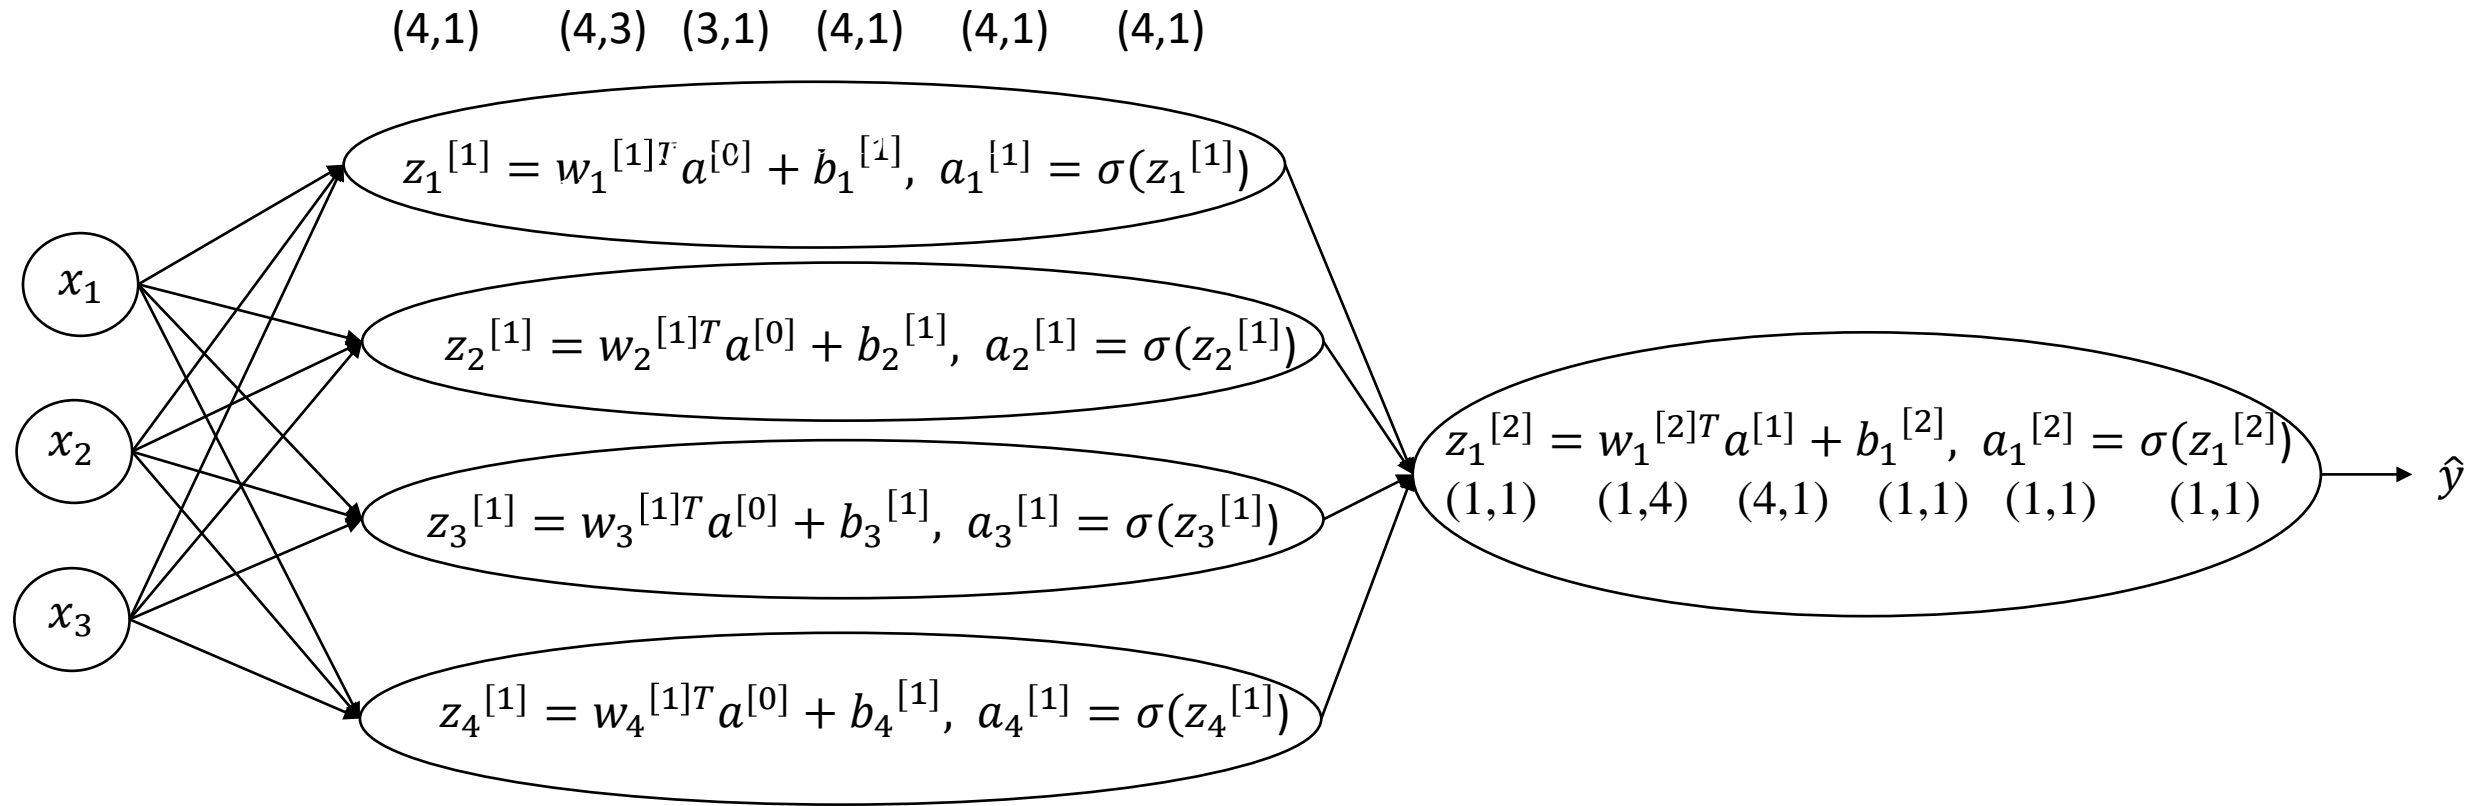 (4,1) (4,3) (3,1) (4,1) (4,1) (4,1)
z₁^[1] = w₁^[1]T a^[0] + b₁^[1], a₁^[1] = σ(z₁^[1])
x₁
z₂^[1] = w₂^[1]T a^[0] + b₂^[1], a₂^[1] = σ(z₂^[1])
x₂
z₁^[2] = w₁^[2]T a^[1] + b₁^[2], a₁^[2] = σ(z₁^[2])
(1,1) (1,4) (4,1) (1,1) (1,1) (1,1)
ŷ
z₃^[1] = w₃^[1]T a^[0] + b₃^[1], a₃^[1] = σ(z₃^[1])
x₃
z₄^[1] = w₄^[1]T a^[0] + b₄^[1], a₄^[1] = σ(z₄^[1])